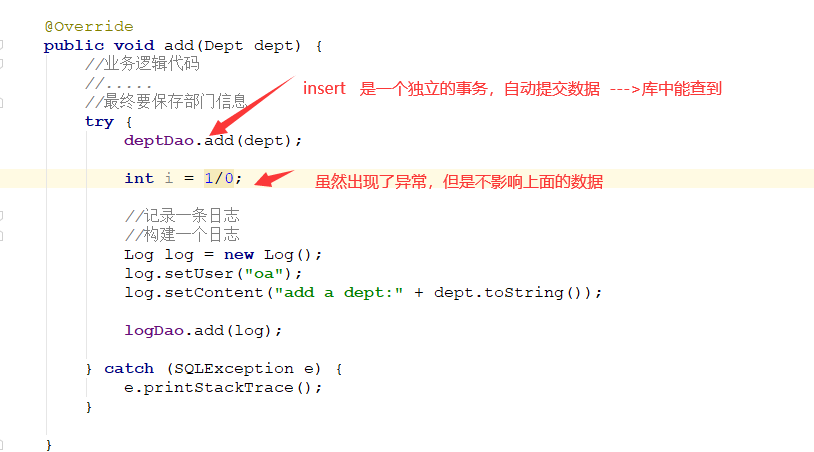 @Override
public void add(Dept dept) {
//业务逻辑代码
//.....
insert 是一个独立的事务，自动提交数据 --->库中能查到
//最终要保存部门信息
try {
deptDao.add(dept);
int i = 1/0;
虽然出现了异常，但是不影响上面的数据
//记录一条日志
//构建一个日志
Log log = new Log();
log.setUser("oa");
log.setContent("add a dept:" + dept.toString());
logDao.add(log);
} catch (SQLException e) {
e.printStackTrace();
}
}